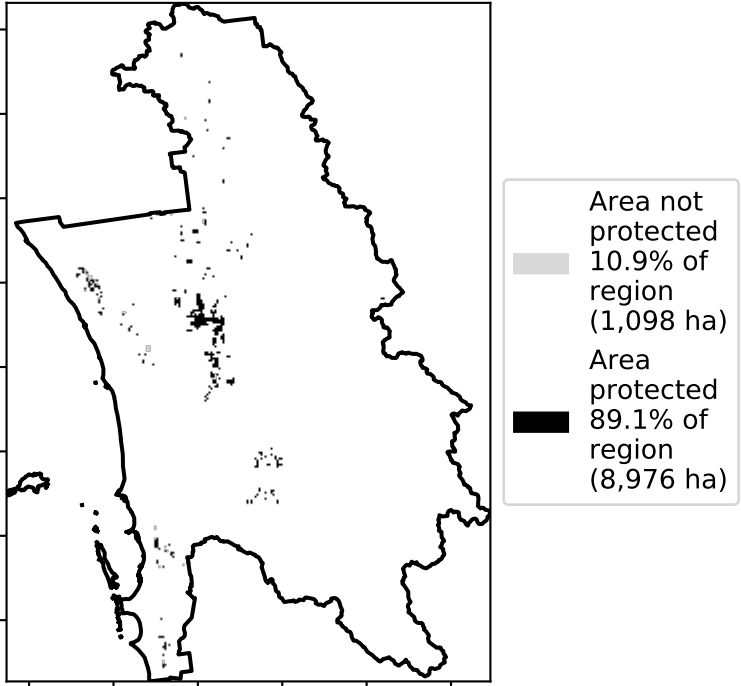 Area not
protected
10.9% of
region
(1,098 ha)
Area
protected
89.1% of
region
(8,976 ha)